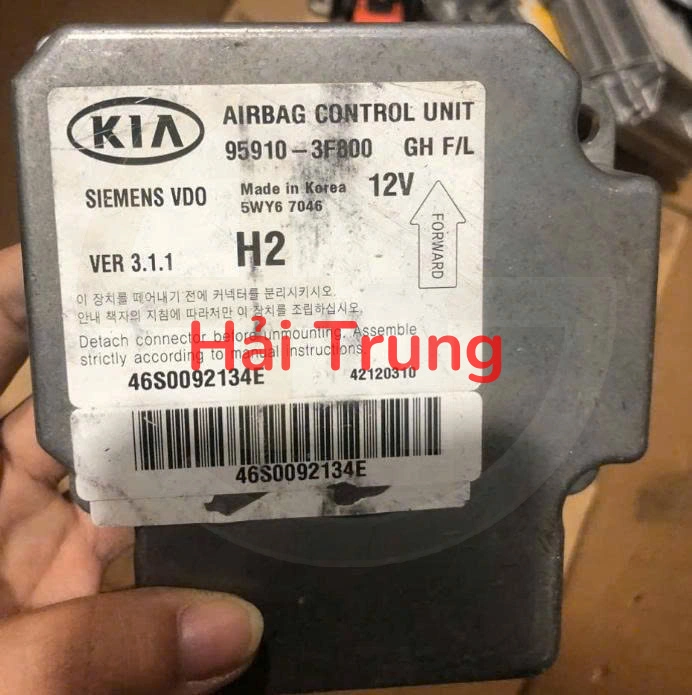 KIA
AIRBAG CONTROL UNIT
95910-3F800 GH F/L
SIEMENS VDO Made in Korea 12V
5WY6 7046
VER 3.1.1 H2
FORWARD
이 장치를 떼어내기 전에 커넥터를 분리시키시오.
안내 책자의 지침에 따라서만 이 장치를 조립하십시오.
Detach connector before unmounting. Assemble
strictly according to manual instructions
Hải Trung
46S0092134E 42120310
46S0092134E